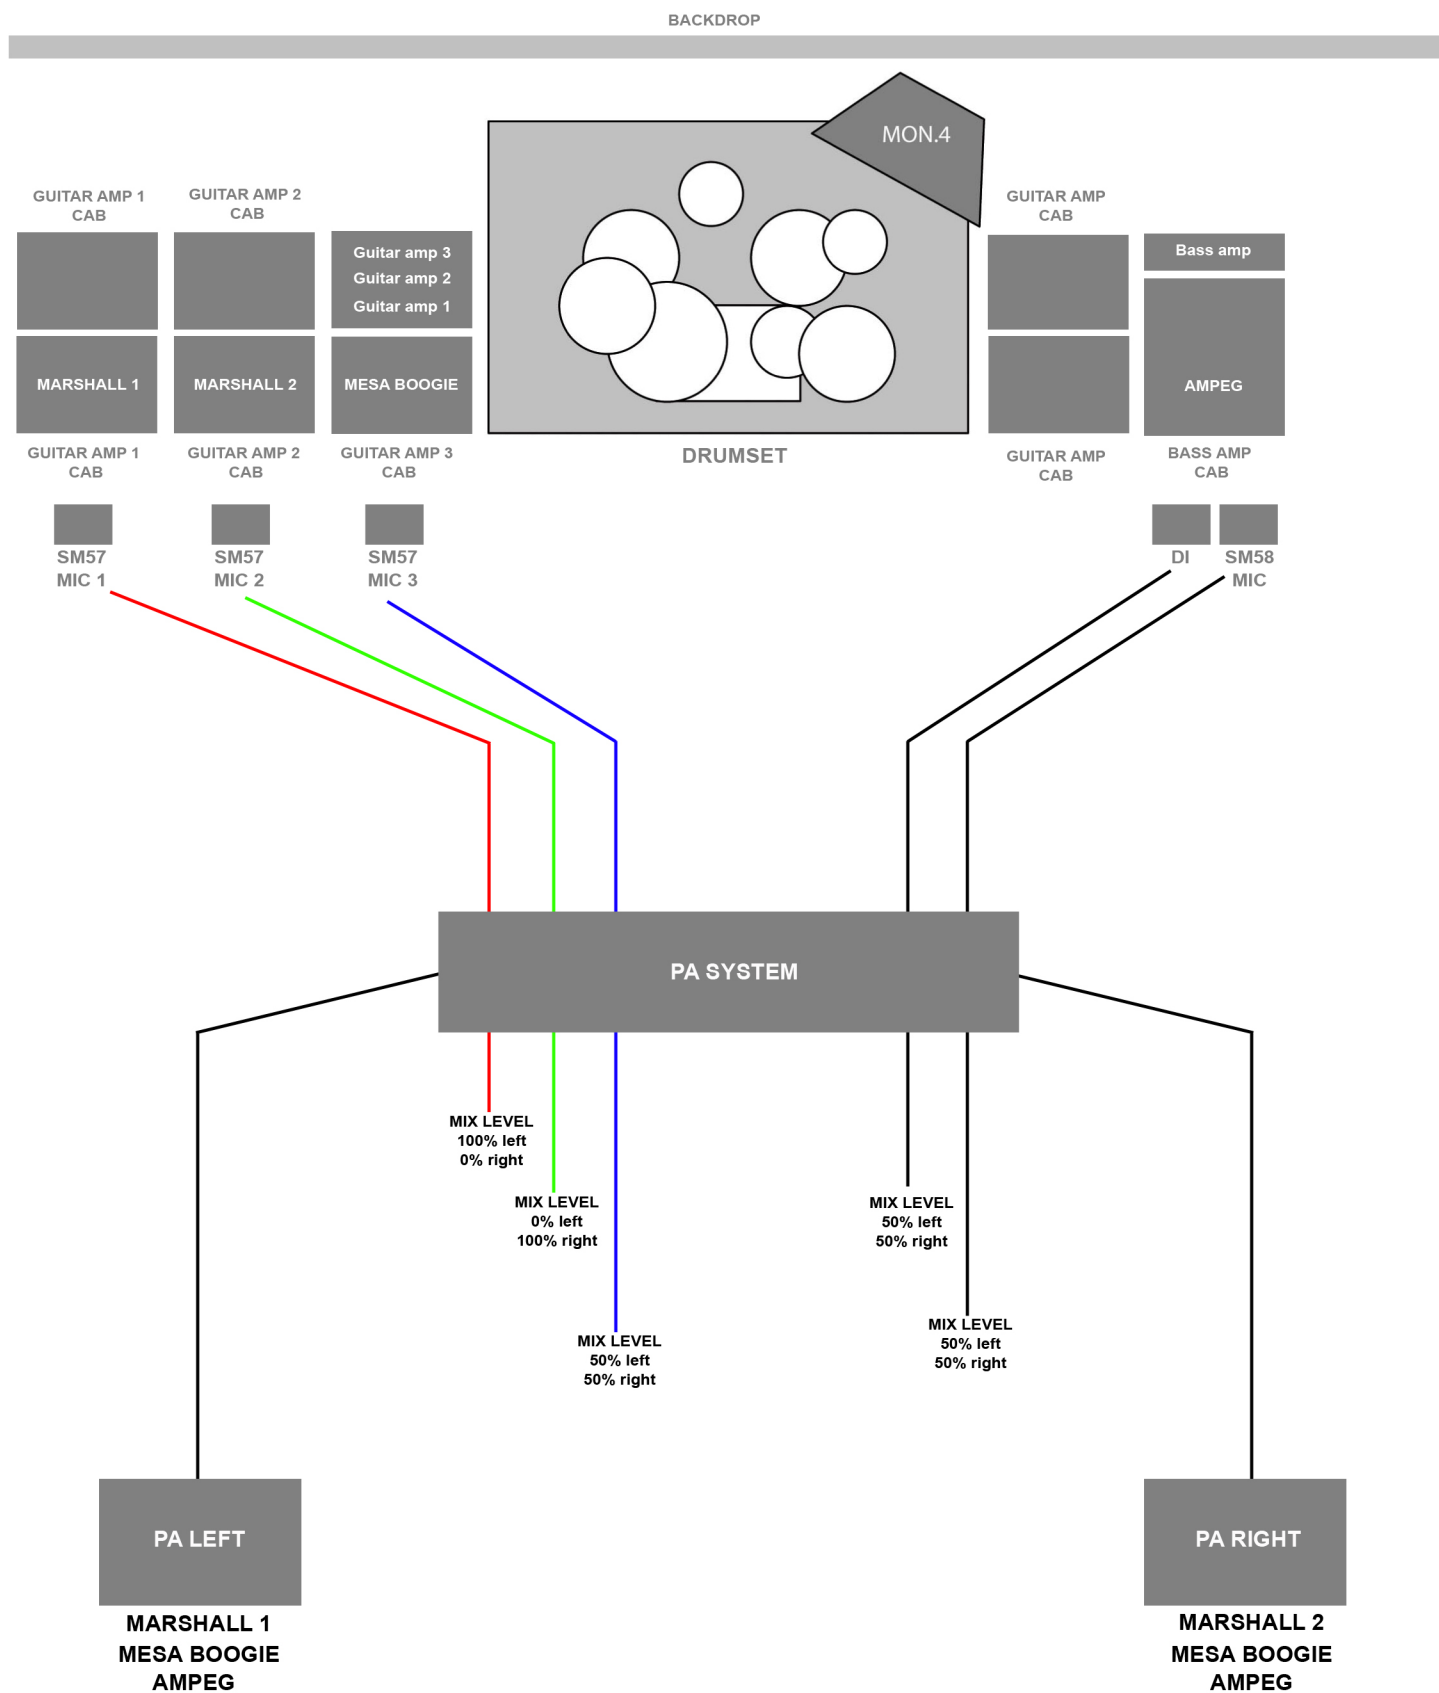 BACKDROP
MON.4
GUITAR AMP 1
CAB
GUITAR AMP 2
CAB
Guitar amp 3
Guitar amp 2
Guitar amp 1
GUITAR AMP
CAB
Bass amp
MARSHALL 1
MARSHALL 2
MESA BOOGIE
AMPEG
GUITAR AMP 1
CAB
GUITAR AMP 2
CAB
GUITAR AMP 3
CAB
DRUMSET
GUITAR AMP
CAB
BASS AMP
CAB
SM57
MIC 1
SM57
MIC 2
SM57
MIC 3
DI
SM58
MIC
PA SYSTEM
MIX LEVEL
100% left
0% right
MIX LEVEL
0% left
100% right
MIX LEVEL
50% left
50% right
MIX LEVEL
50% left
50% right
MIX LEVEL
50% left
50% right
PA LEFT
MARSHALL 1
MESA BOOGIE
AMPEG
PA RIGHT
MARSHALL 2
MESA BOOGIE
AMPEG